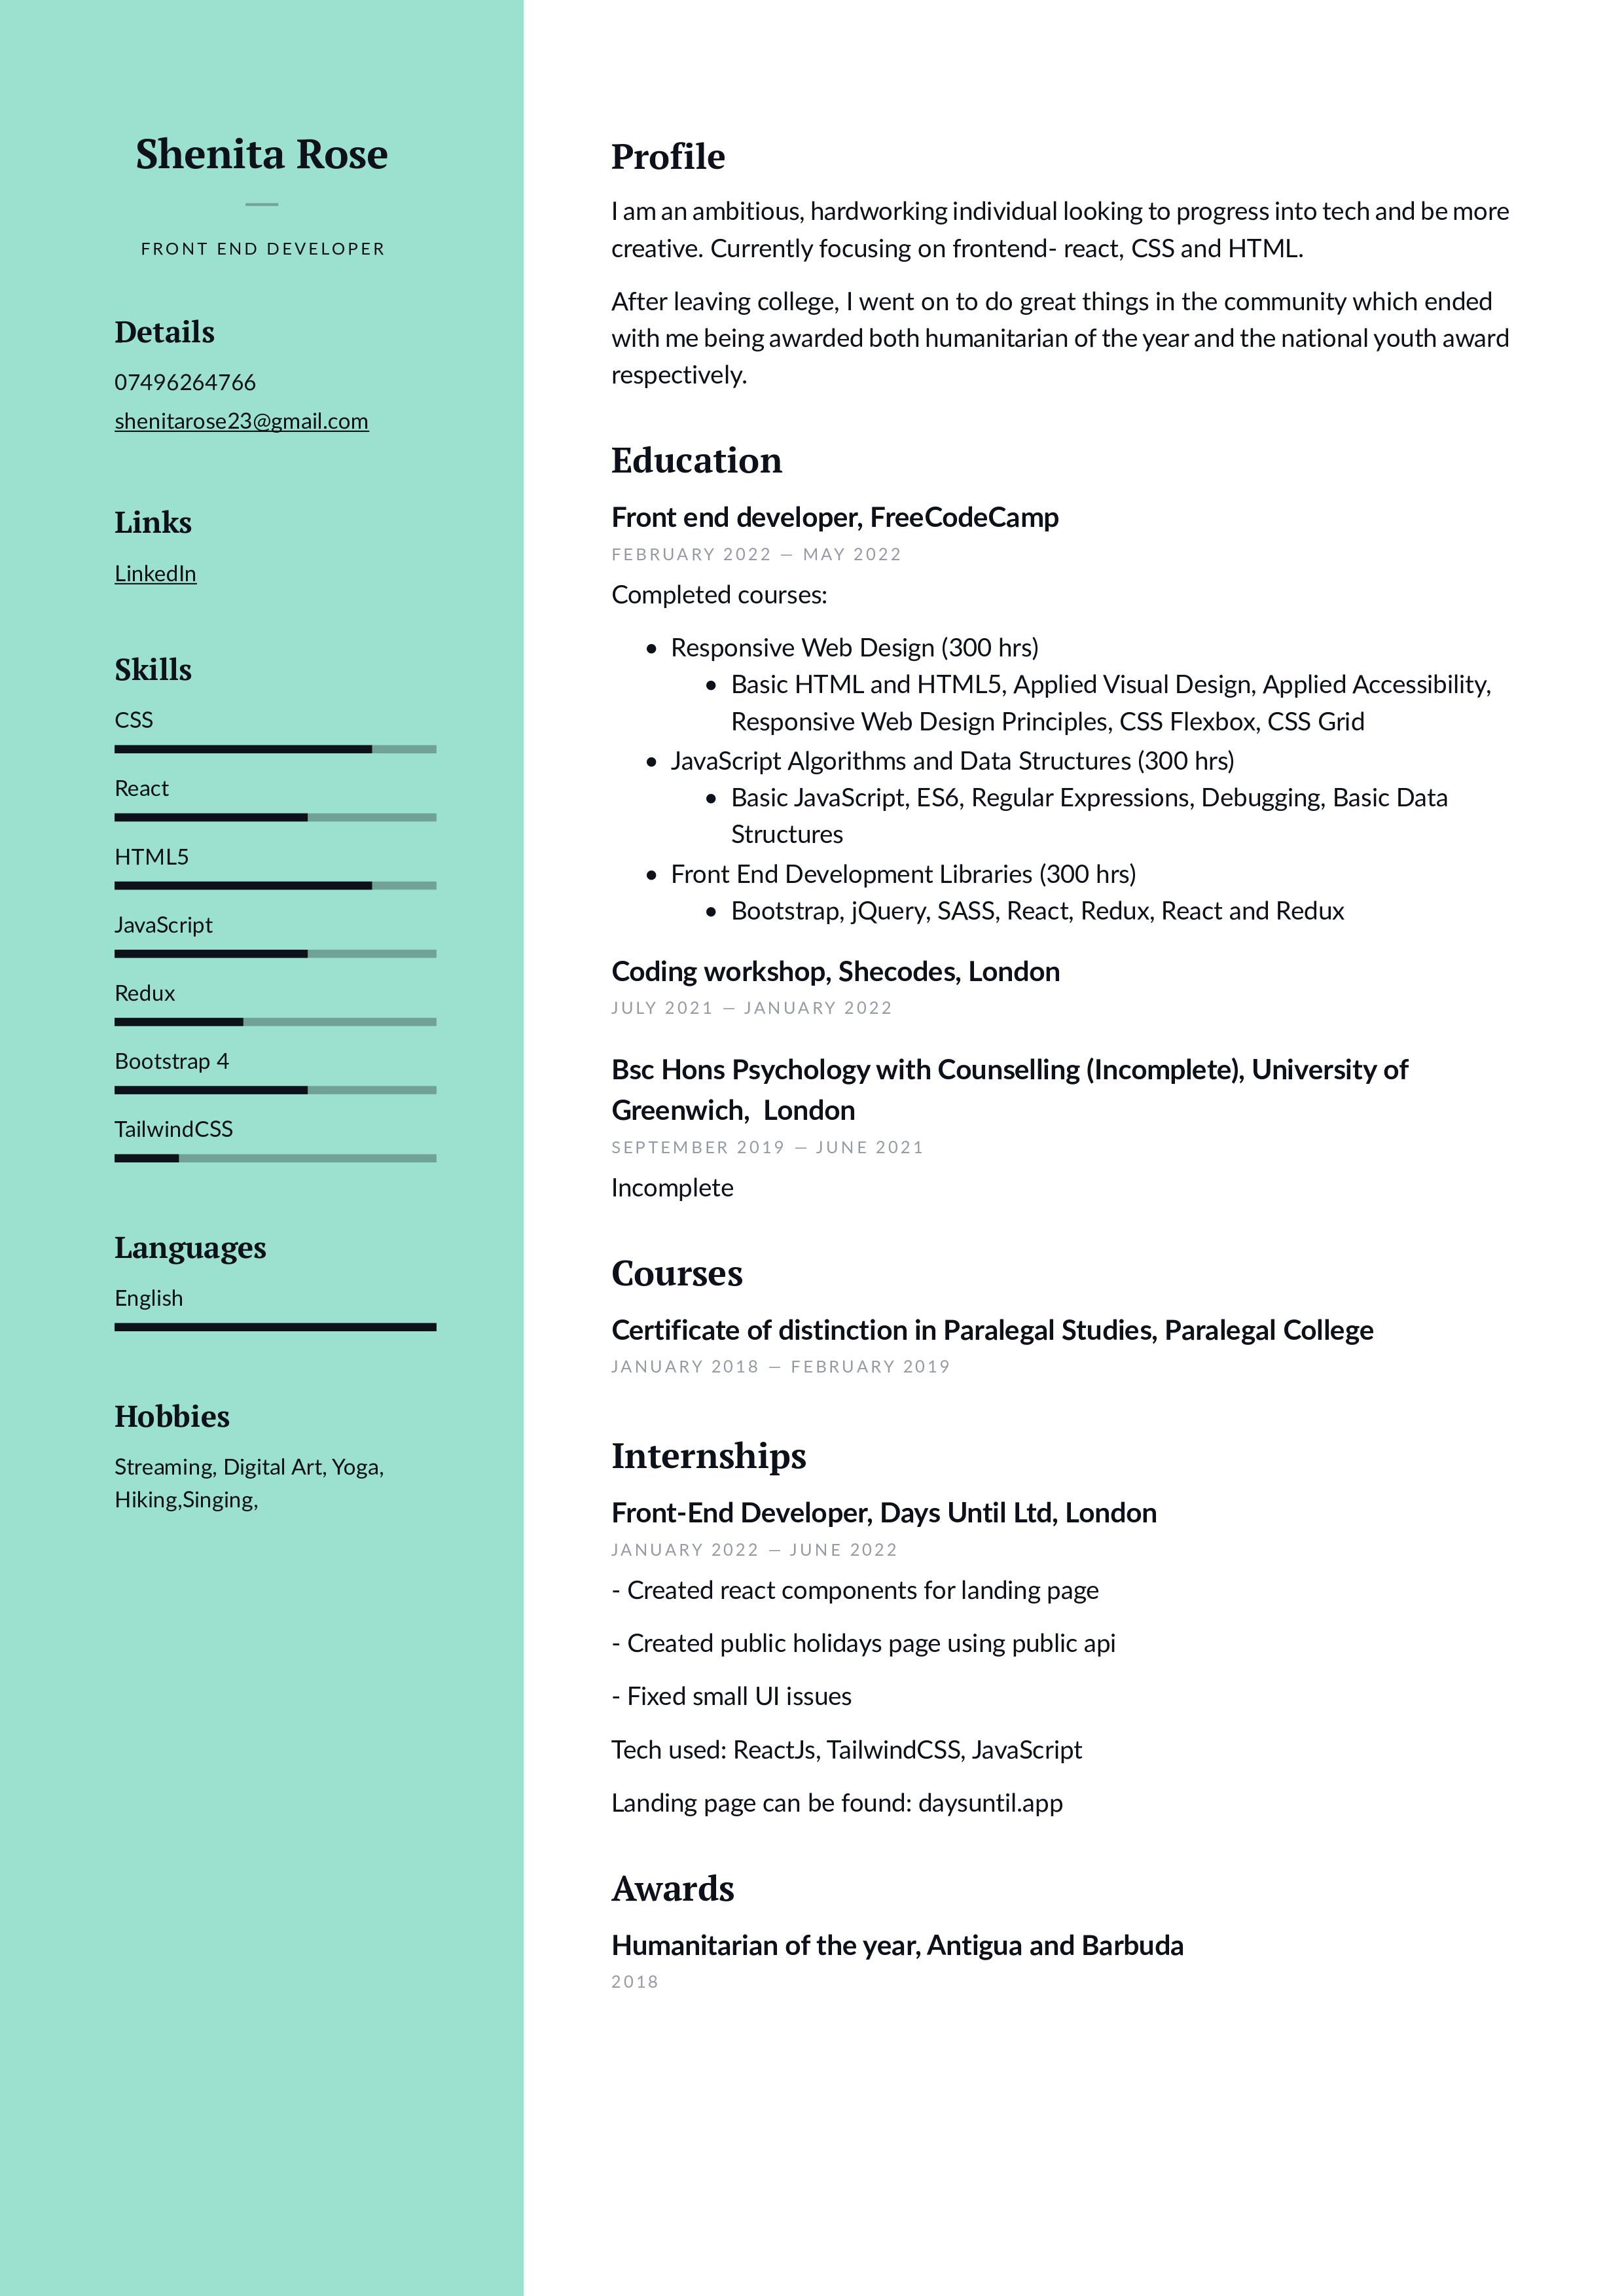 Shenita Rose
FRONT END DEVELOPER
Details
07496264766
shenitarose23@gmail.com
Links
LinkedIn
Skills
CSS
React
HTML5
JavaScript
Redux
Bootstrap 4
TailwindCSS
Languages
English
Hobbies
Streaming, Digital Art, Yoga,
Hiking,Singing,
Profile
I am an ambitious, hardworking individual looking to progress into tech and be more
creative. Currently focusing on frontend- react, CSS and HTML.
After leaving college, I went on to do great things in the community which ended
with me being awarded both humanitarian of the year and the national youth award
respectively.
Education
Front end developer, FreeCodeCamp
FEBRUARY 2022 — MAY 2022
Completed courses:
• Responsive Web Design (300 hrs)
• Basic HTML and HTML5, Applied Visual Design, Applied Accessibility,
Responsive Web Design Principles, CSS Flexbox, CSS Grid
• JavaScript Algorithms and Data Structures (300 hrs)
• Basic JavaScript, ES6, Regular Expressions, Debugging, Basic Data
Structures
• Front End Development Libraries (300 hrs)
• Bootstrap, jQuery, SASS, React, Redux, React and Redux
Coding workshop, Shecodes, London
JULY 2021 — JANUARY 2022
Bsc Hons Psychology with Counselling (Incomplete), University of
Greenwich,  London
SEPTEMBER 2019 — JUNE 2021
Incomplete
Courses
Certificate of distinction in Paralegal Studies, Paralegal College
JANUARY 2018 — FEBRUARY 2019
Internships
Front-End Developer, Days Until Ltd, London
JANUARY 2022 — JUNE 2022
- Created react components for landing page
- Created public holidays page using public api
- Fixed small UI issues
Tech used: ReactJs, TailwindCSS, JavaScript
Landing page can be found: daysuntil.app
Awards
Humanitarian of the year, Antigua and Barbuda
2018